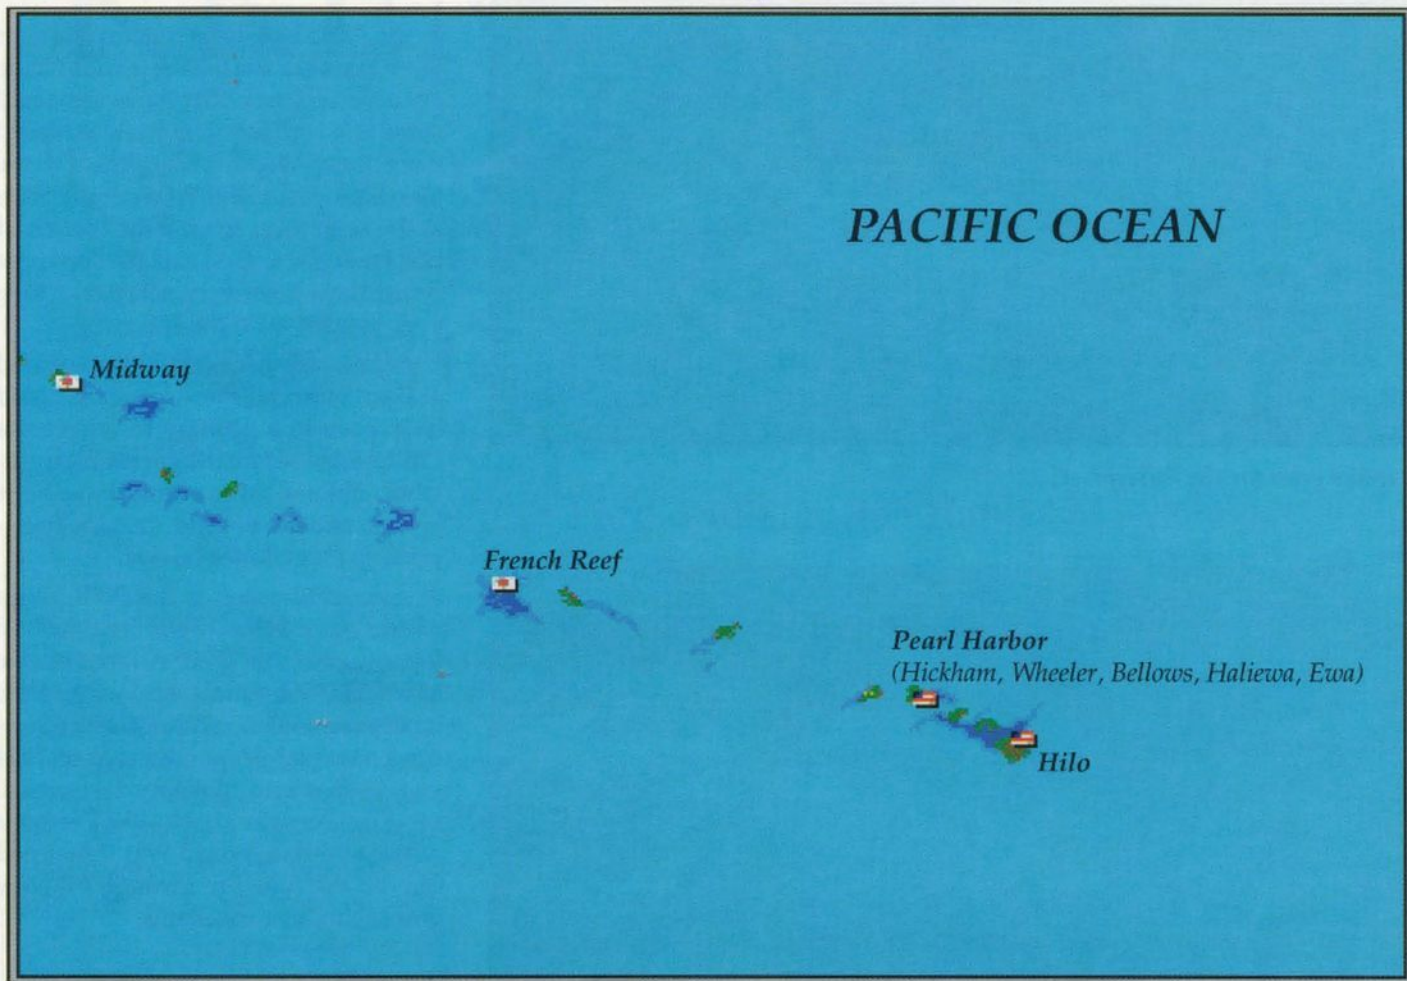 PACIFIC OCEAN
Midway
French Reef
Pearl Harbor
(Hickham, Wheeler, Bellows, Haliewa, Ewa)
Hilo